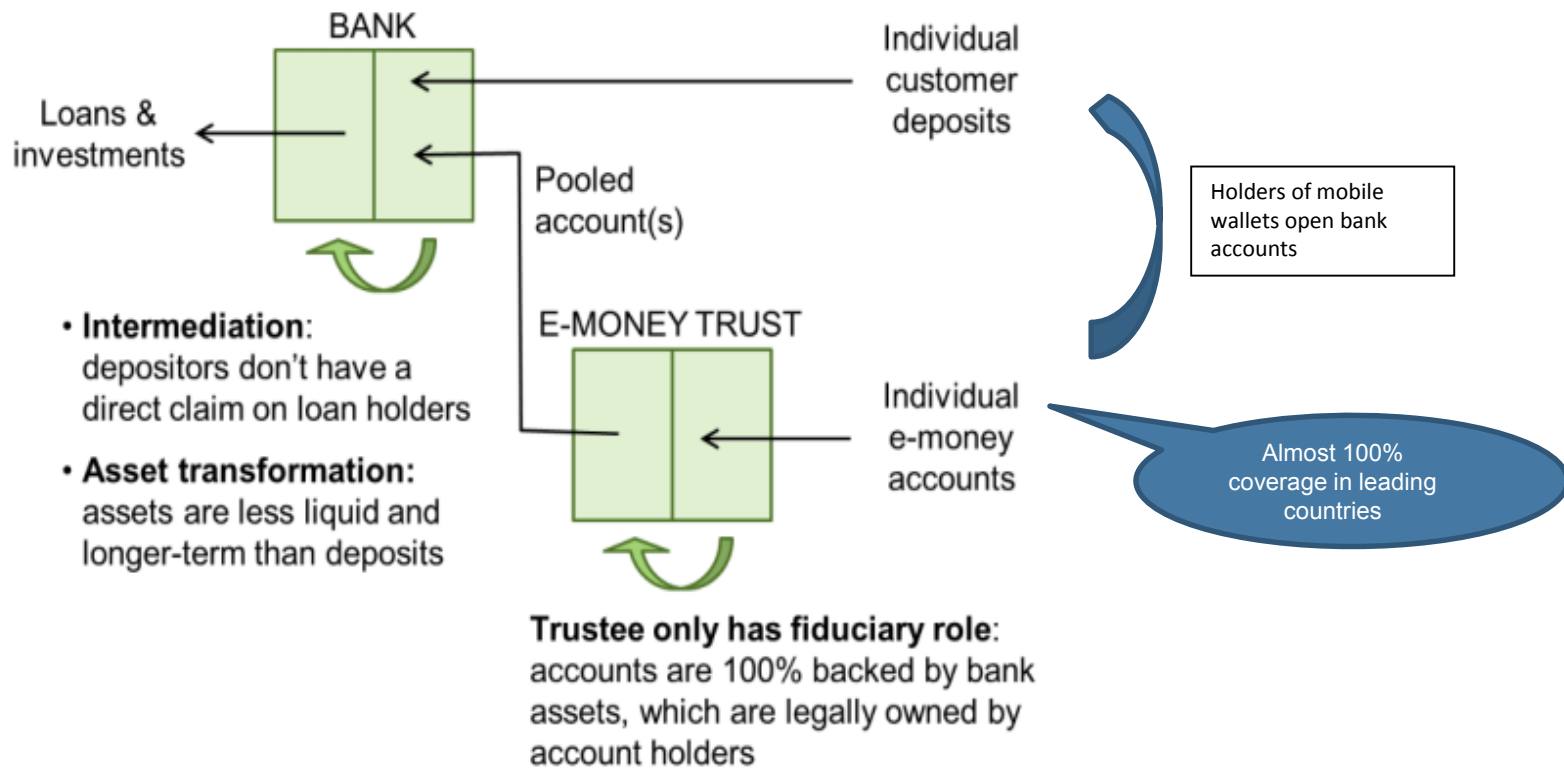 BANK
Individual
customer
deposits
Loans &
investments
Pooled
account(s)
Holders of mobile
wallets open bank
accounts
• Intermediation:
depositors don't have a
direct claim on loan holders
• Asset transformation:
assets are less liquid and
longer-term than deposits
E-MONEY TRUST
Individual
e-money
accounts
Almost 100%
coverage in leading
countries
Trustee only has fiduciary role:
accounts are 100% backed by bank
assets, which are legally owned by
account holders